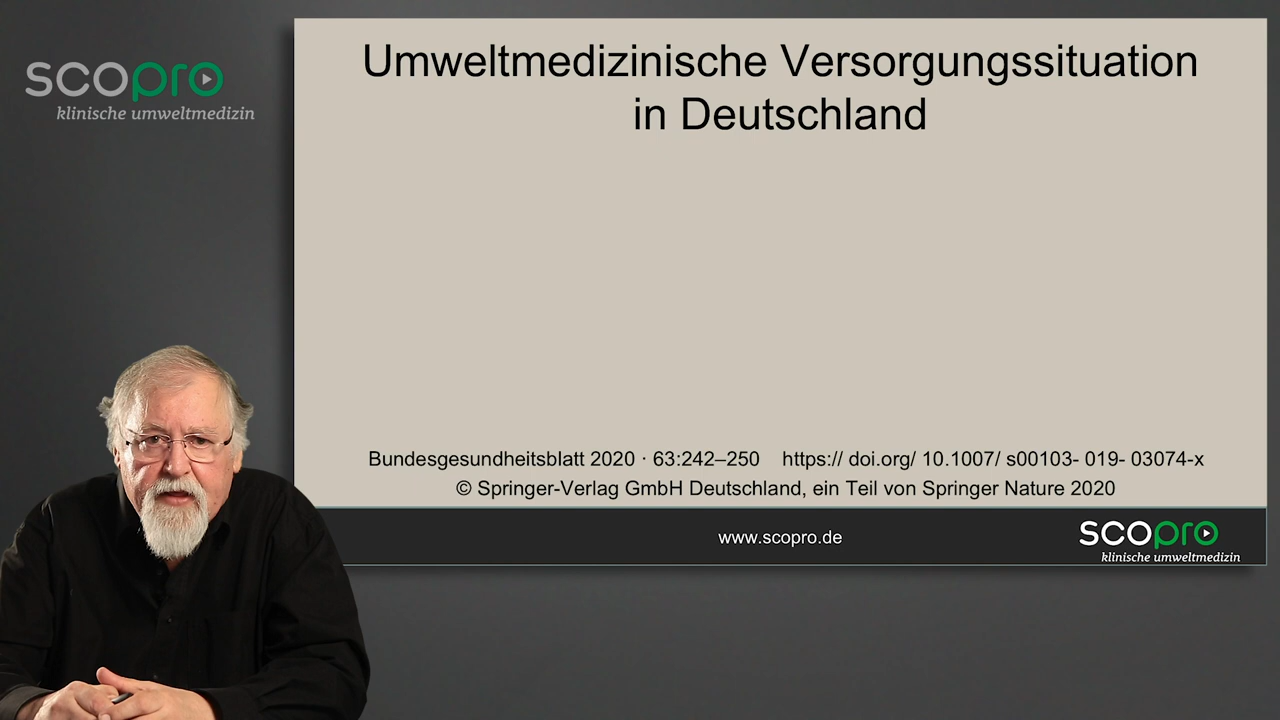 scopro
klinische umweltmedizin
Umweltmedizinische Versorgungssituation
in Deutschland
Bundesgesundheitsblatt 2020 · 63:242–250 https:// doi.org/ 10.1007/ s00103- 019- 03074-x
© Springer-Verlag GmbH Deutschland, ein Teil von Springer Nature 2020
www.scopro.de
scopro
klinische umweltmedizin